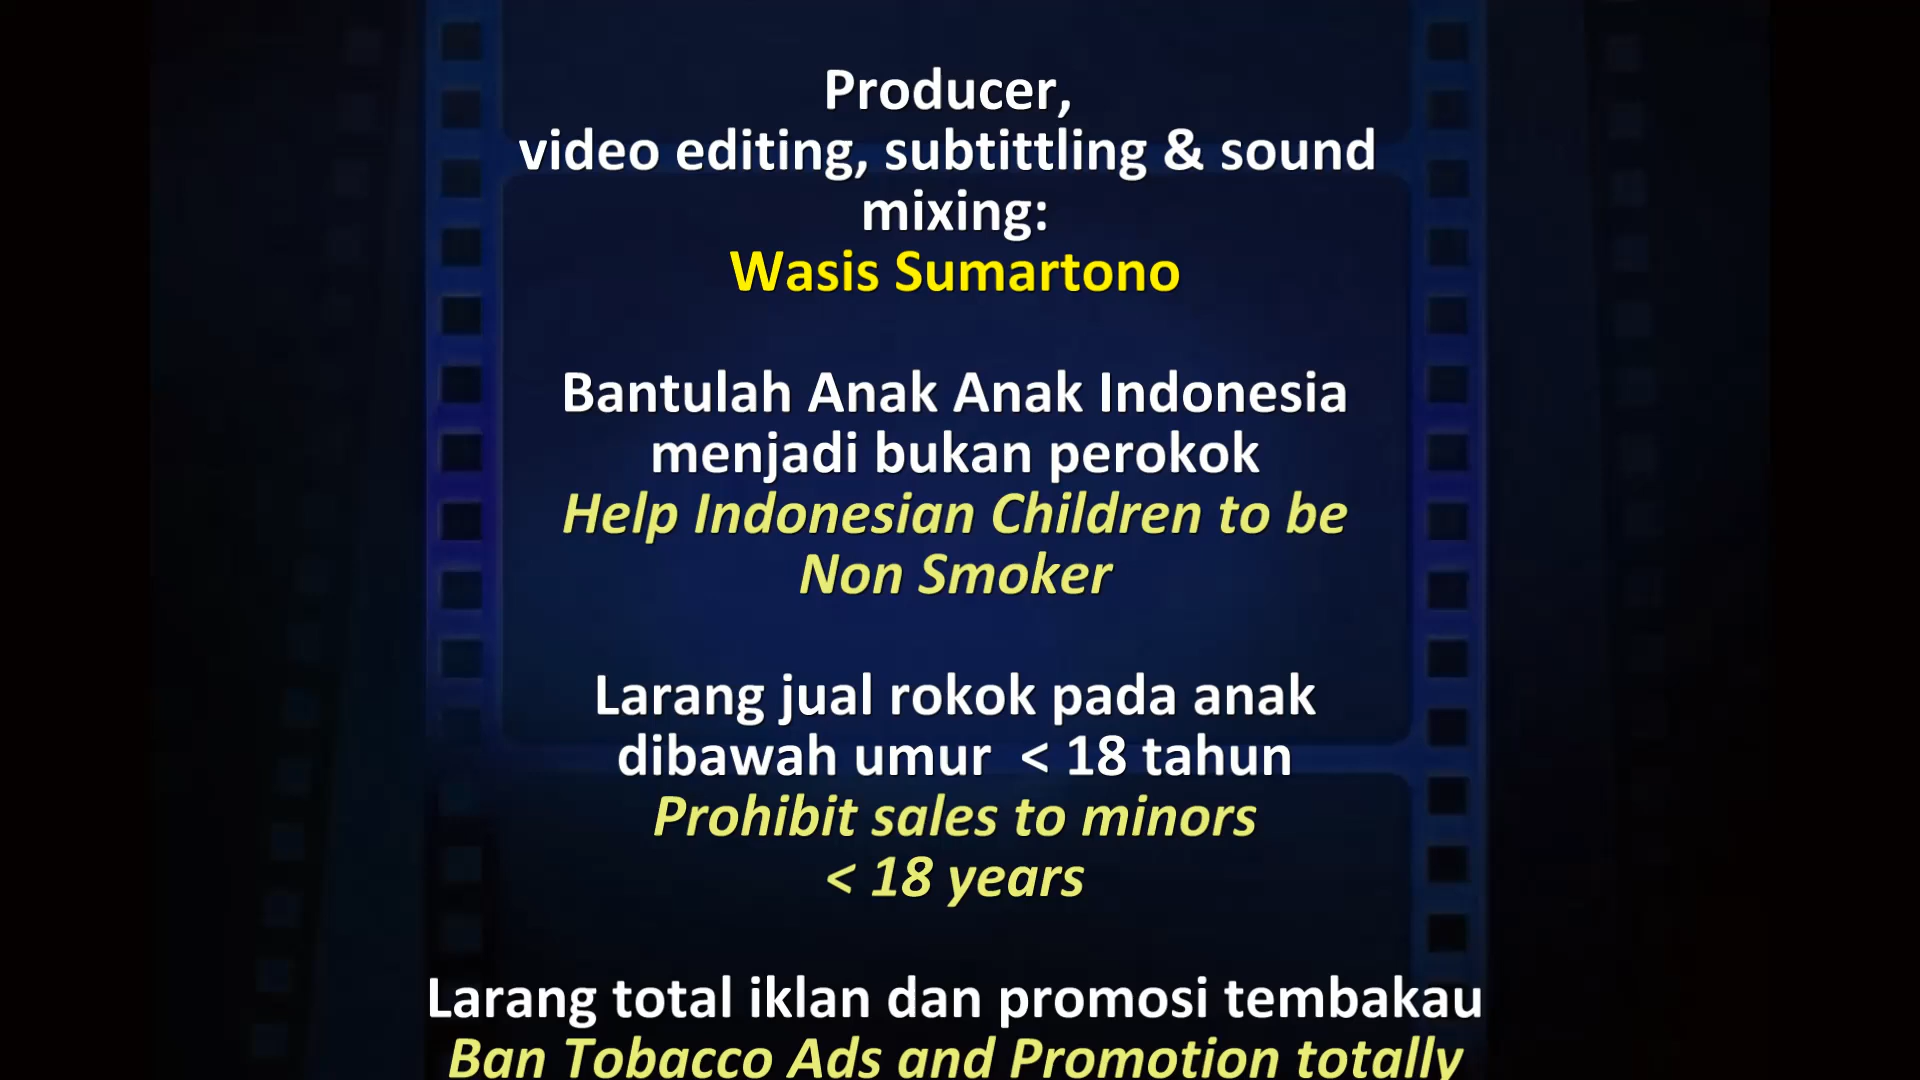 Producer,
video editing, subtittling & sound
mixing:
Wasis Sumartono
Bantulah Anak Anak Indonesia
menjadi bukan perokok
Help Indonesian Children to be
Non Smoker
Larang jual rokok pada anak
dibawah umur < 18 tahun
Prohibit sales to minors
< 18 years
Larang total iklan dan promosi tembakau
Ban Tobacco Ads and Promotion totally